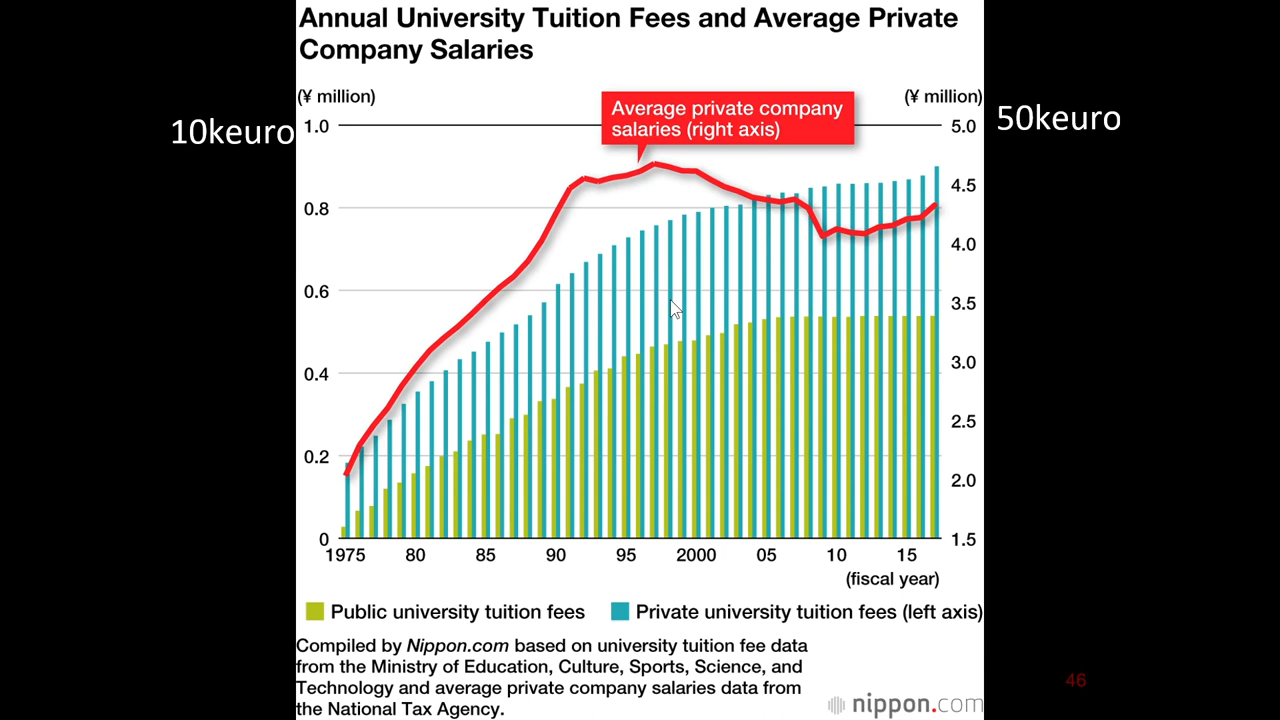 Annual University Tuition Fees and Average Private
Company Salaries
(¥ million)
(¥ million)
10keuro
50keuro
Average private company
salaries (right axis)
1.0
5.0
4.5
0.8
4.0
0.6
3.5
0.4
3.0
2.5
0.2
2.0
0
1.5
1975 80 85 90 95 2000 05 10 15
(fiscal year)
Public university tuition fees Private university tuition fees (left axis)
Compiled by Nippon.com based on university tuition fee data
from the Ministry of Education, Culture, Sports, Science, and
Technology and average private company salaries data from
the National Tax Agency.
46
nippon.com